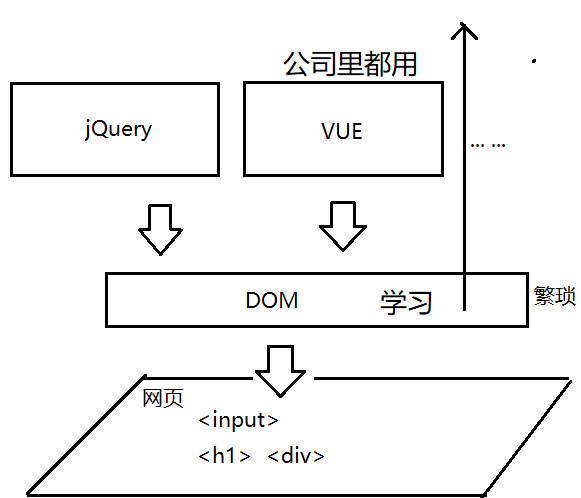 公司里都用
jQuery
VUE
... ...
DOM
学习
繁琐
网页
<input>
<h1> <div>